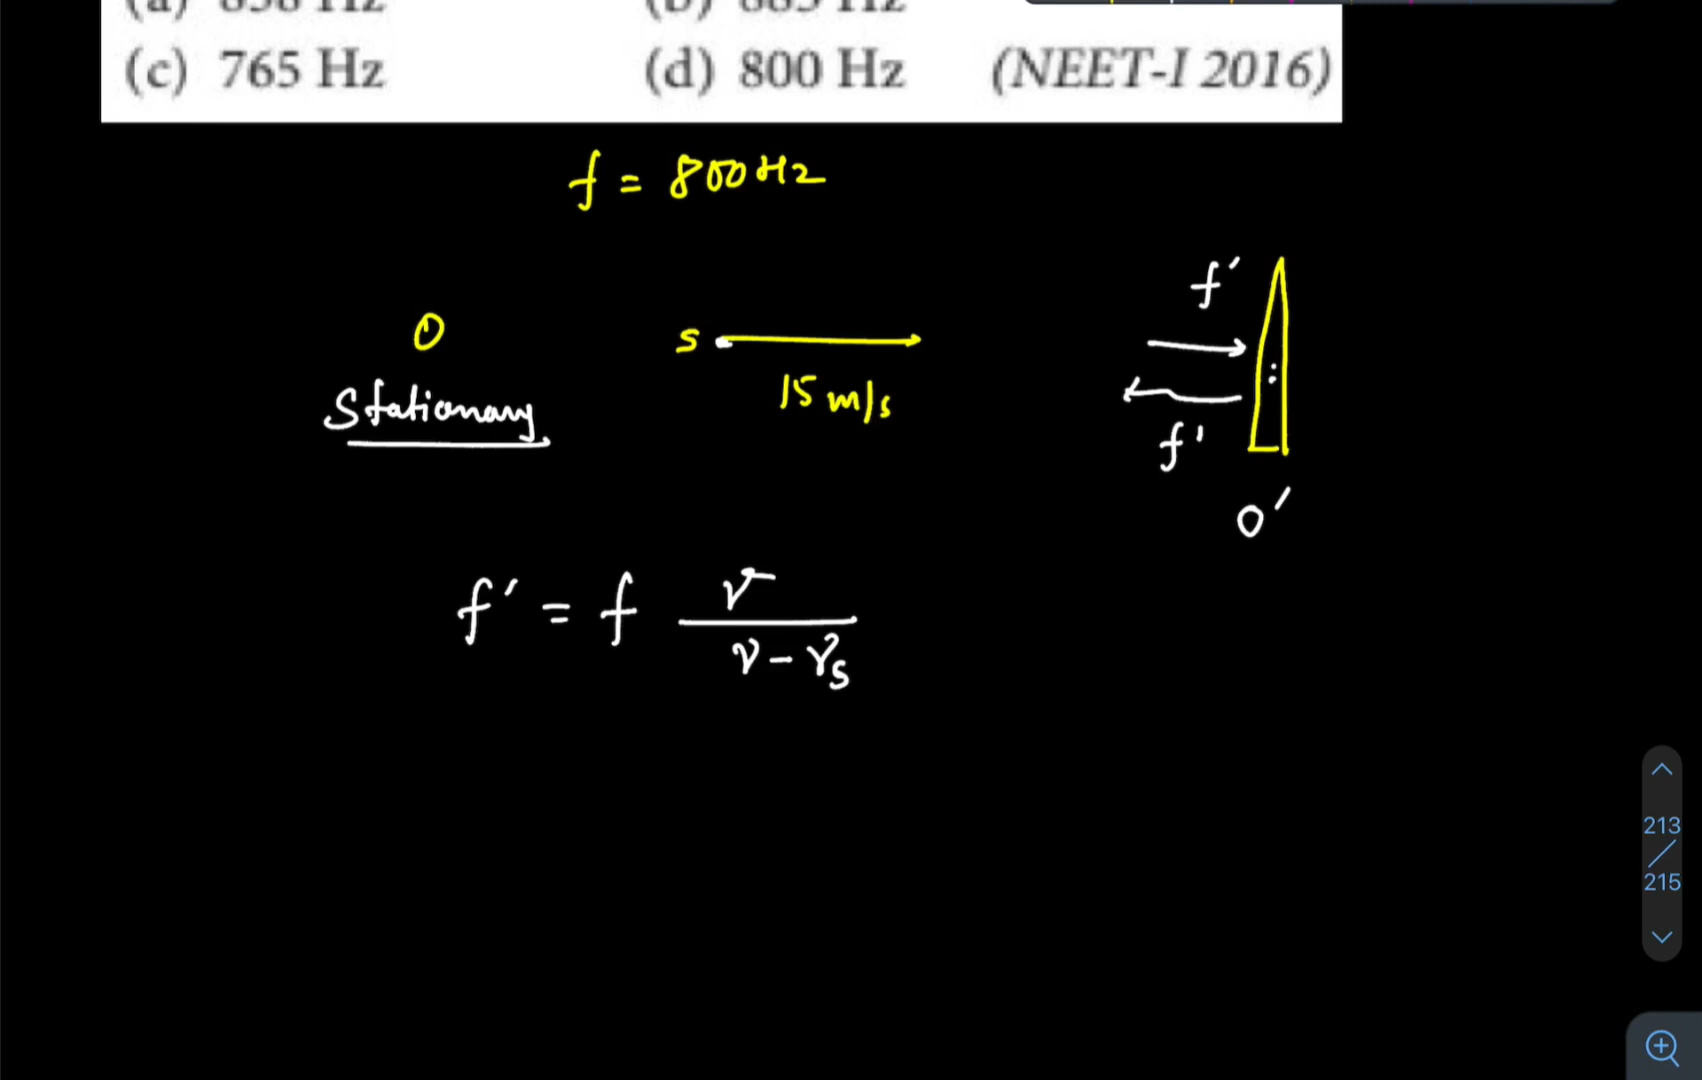 (c) 765 Hz (d) 800 Hz (NEET-I 2016)
f = 800 Hz
f′
O S
15 m/s
Stationary
f′
O′
f′ = f v
v - vs
213
215